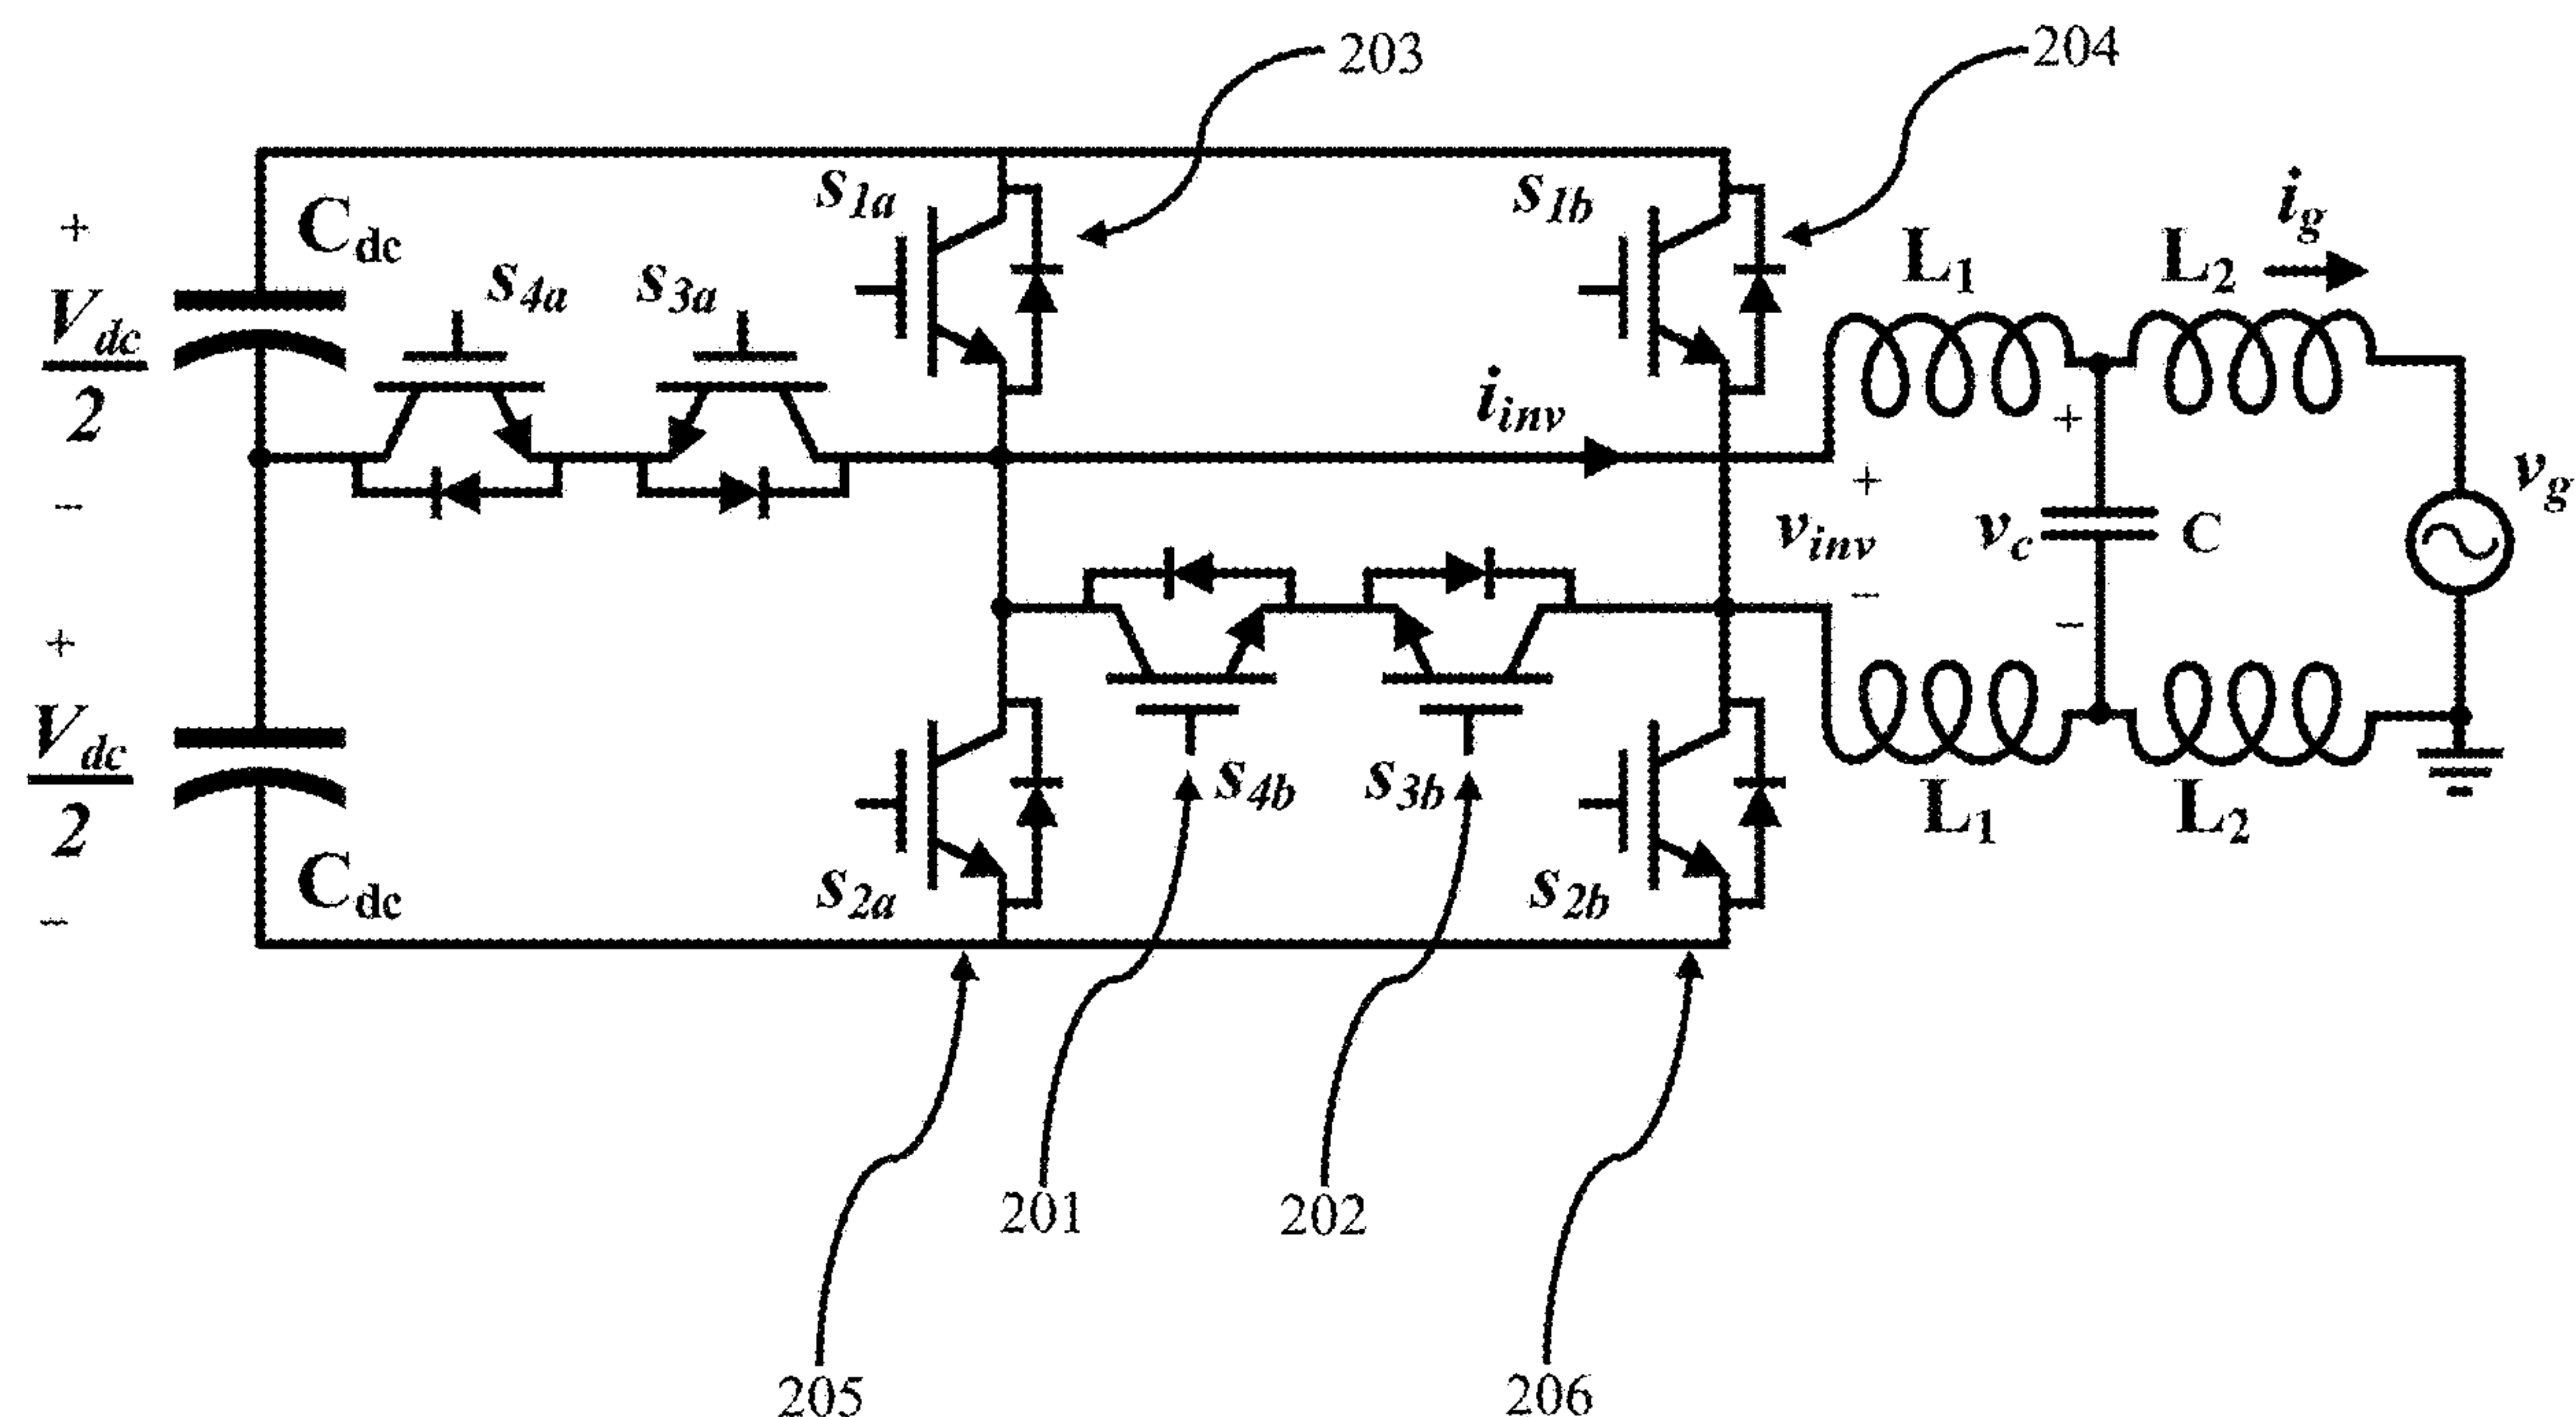 203
204
s1a
s1b
ig
+
Cdc
L1
L2
s4a
s3a
Vdc
2
iinv
+
+
vg
−
vinv
vc
C
−
−
+
s4b
s3b
Vdc
2
L1
L2
Cdc
s2a
s2b
−
201
202
205
206